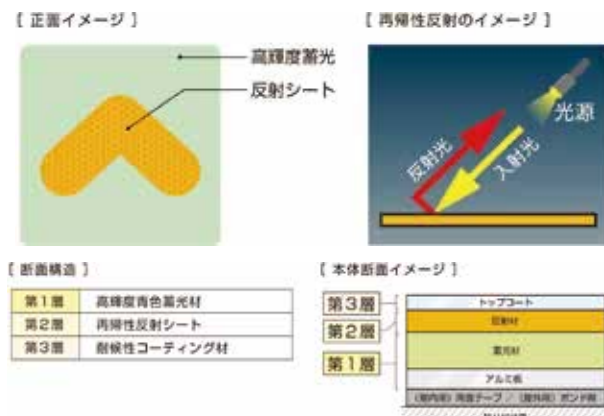 [ 正面イメージ ]
高輝度蓄光
反射シート
[ 再帰性反射のイメージ ]
光源
反射光
入射光
[ 断面構造 ]
第1層 高輝度青色蓄光材
第2層 再帰性反射シート
第3層 耐候性コーティング材
[ 本体断面イメージ ]
第3層
第2層
第1層
トップコート
反射材
蓄光材
アルミ板
(屋内用) 両面テープ / (屋外用) ボンド剤